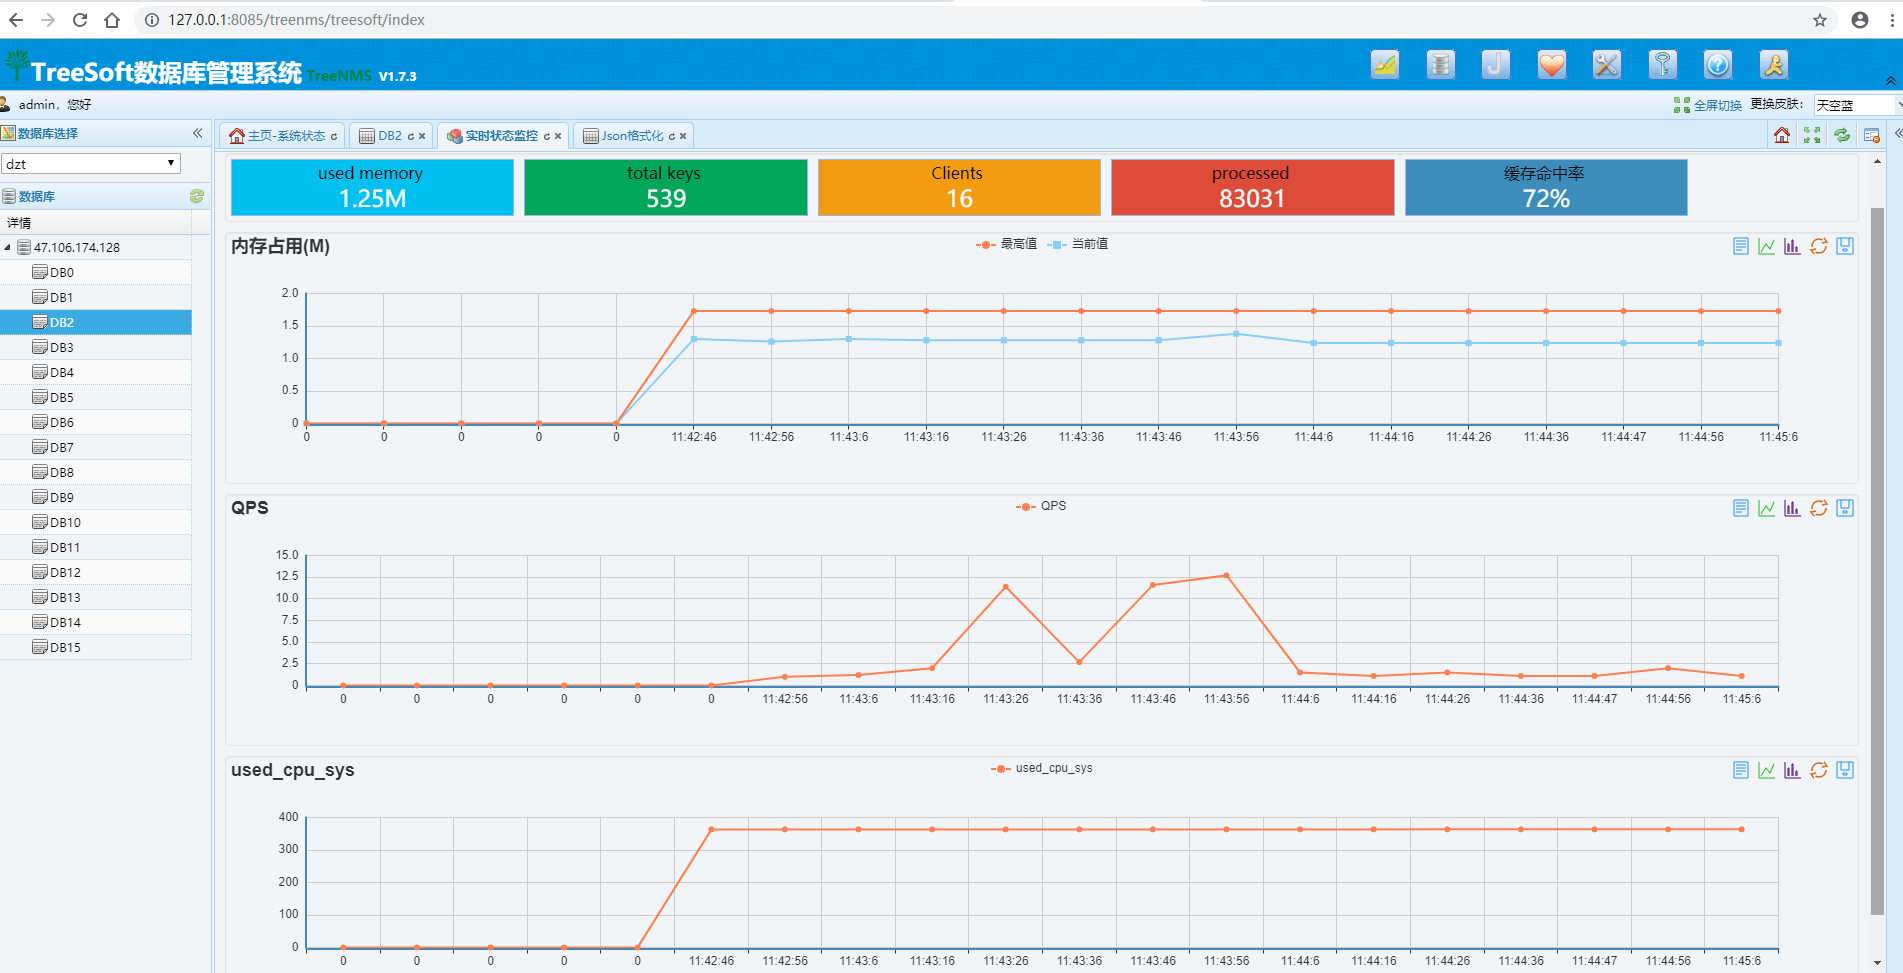 127.0.0.1:8085/treenms/treesoft/index
TreeSoft数据库管理系统 TreeNMS V1.7.3
admin，您好
全屏切换 更换皮肤： 天空蓝
数据库选择
dzt
数据库
详情
47.106.174.128
DB0
DB1
DB2
DB3
DB4
DB5
DB6
DB7
DB8
DB9
DB10
DB11
DB12
DB13
DB14
DB15
主页-系统状态 DB2 实时状态监控 Json格式化
used memory
1.25M
total keys
539
Clients
16
processed
83031
缓存命中率
72%
内存占用(M)
最高值 当前值
2.0
1.5
1.0
0.5
0
0 0 0 0 0 11:42:46 11:42:56 11:43:6 11:43:16 11:43:26 11:43:36 11:43:46 11:43:56 11:44:6 11:44:16 11:44:26 11:44:36 11:44:47 11:44:56 11:45:6
QPS
QPS
15.0
12.5
10.0
7.5
5.0
2.5
0
0 0 0 0 0 0 11:42:56 11:43:6 11:43:16 11:43:26 11:43:36 11:43:46 11:43:56 11:44:6 11:44:16 11:44:26 11:44:36 11:44:47 11:44:56 11:45:6
used_cpu_sys
used_cpu_sys
400
300
200
100
0
0 0 0 0 0 11:42:46 11:42:56 11:43:6 11:43:16 11:43:26 11:43:36 11:43:46 11:43:56 11:44:6 11:44:16 11:44:26 11:44:36 11:44:47 11:44:56 11:45:6